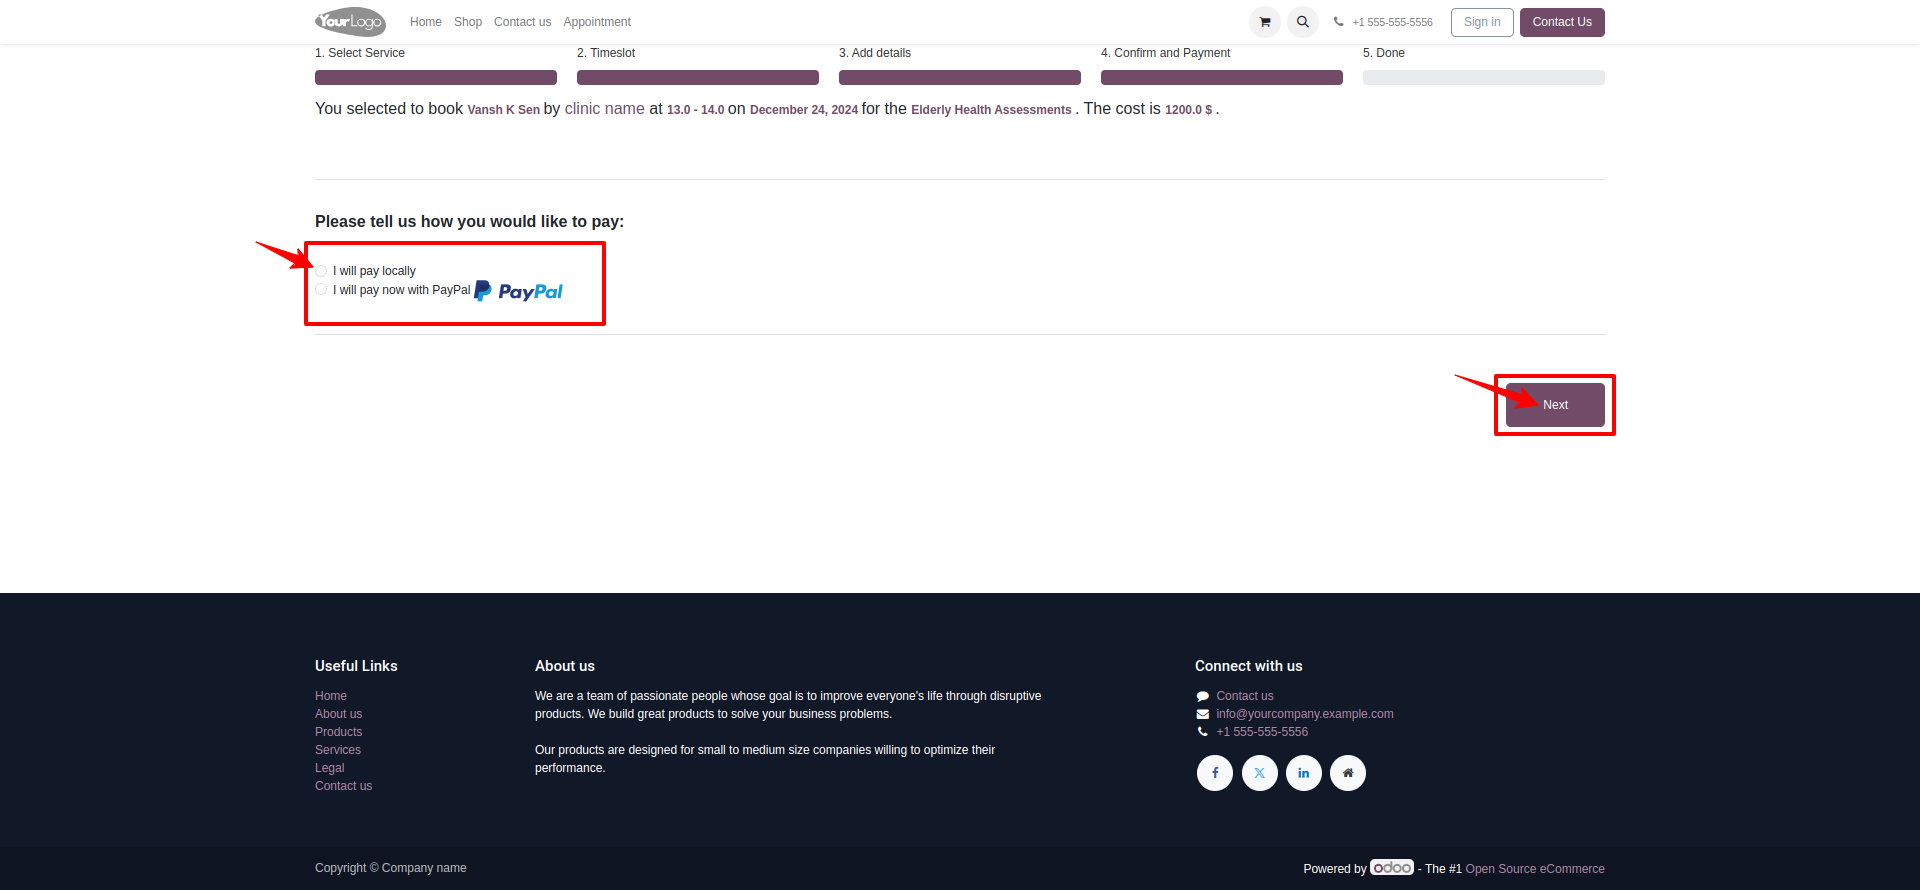 YourLogo Home Shop Contact us Appointment +1 555-555-5556 Sign in Contact Us
1. Select Service 2. Timeslot 3. Add details 4. Confirm and Payment 5. Done
You selected to book Vansh K Sen by clinic name at 13.0 - 14.0 on December 24, 2024 for the Elderly Health Assessments . The cost is 1200.0 $ .
Please tell us how you would like to pay:
I will pay locally
I will pay now with PayPal PayPal
Next
Useful Links
Home
About us
Products
Services
Legal
Contact us
About us
We are a team of passionate people whose goal is to improve everyone's life through disruptive
products. We build great products to solve your business problems.
Our products are designed for small to medium size companies willing to optimize their
performance.
Connect with us
Contact us
info@yourcompany.example.com
+1 555-555-5556
Copyright © Company name
Powered by odoo - The #1 Open Source eCommerce